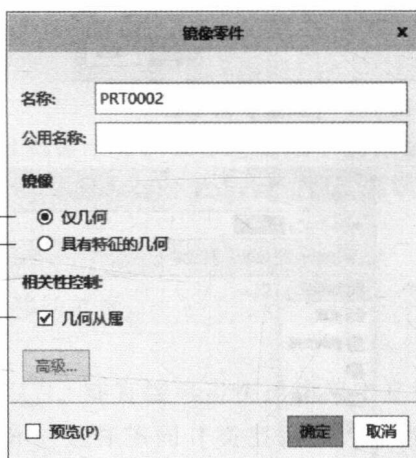 镜像零件 x
名称: PRT0002
公用名称:
镜像
仅几何
具有特征的几何
相关性控制:
几何从属
高级...
预览(P) 确定 取消